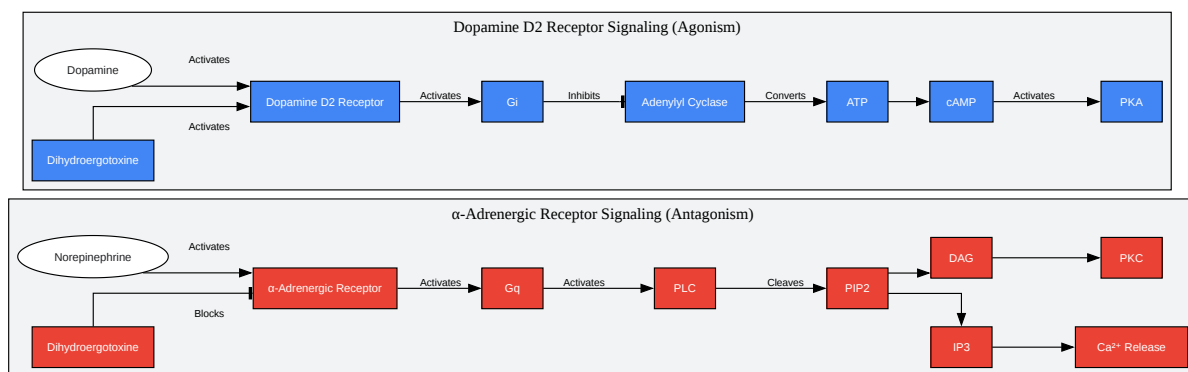 Dopamine D2 Receptor Signaling (Agonism)
Dopamine
Activates
Dihydroergotoxine
Activates
Dopamine D2 Receptor
Activates
Gi
Inhibits
Adenylyl Cyclase
Converts
ATP
cAMP
Activates
PKA
α-Adrenergic Receptor Signaling (Antagonism)
Norepinephrine
Activates
Dihydroergotoxine
Blocks
α-Adrenergic Receptor
Activates
Gq
Activates
PLC
Cleaves
PIP2
DAG
PKC
IP3
Ca²⁺ Release